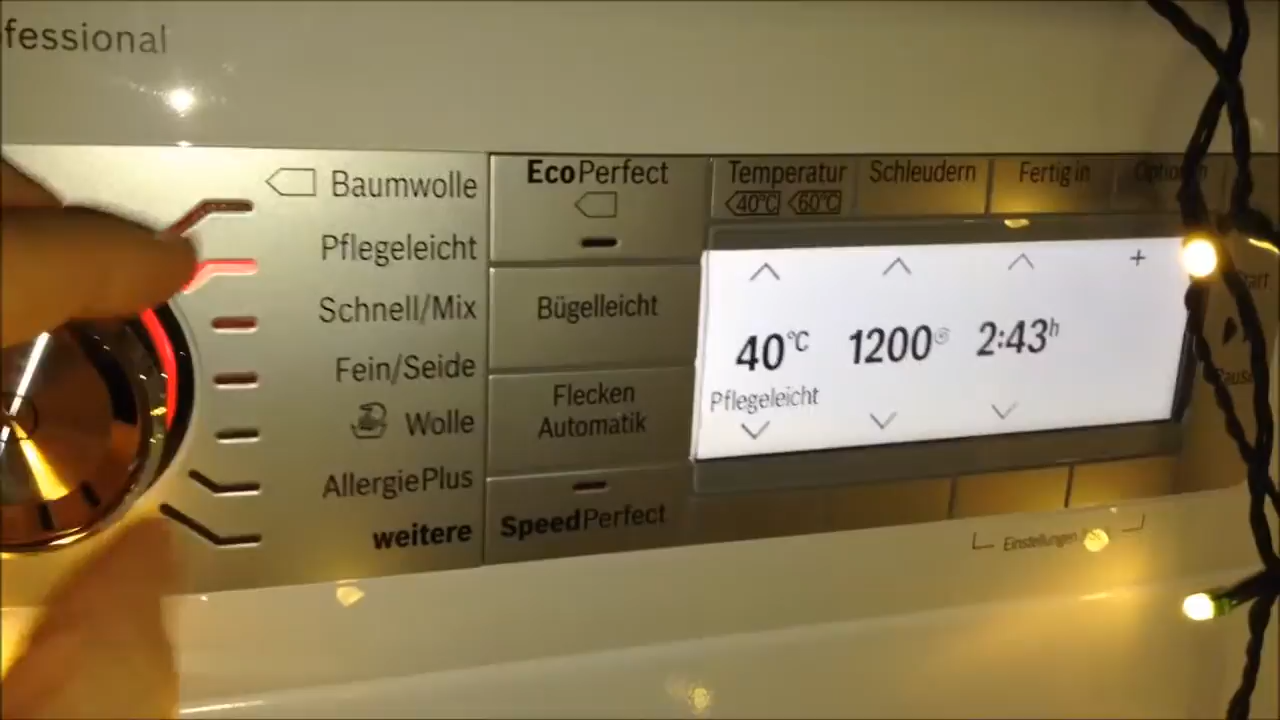 fessional
Baumwolle
Pflegeleicht
Schnell/Mix
Fein/Seide
Wolle
AllergiePlus
weitere
EcoPerfect
Bügelleicht
Flecken
Automatik
SpeedPerfect
Temperatur
40°C 60°C
Schleudern
Fertig in
Option
40°C 1200 2:43h
Pflegeleicht
+
Einstellungen